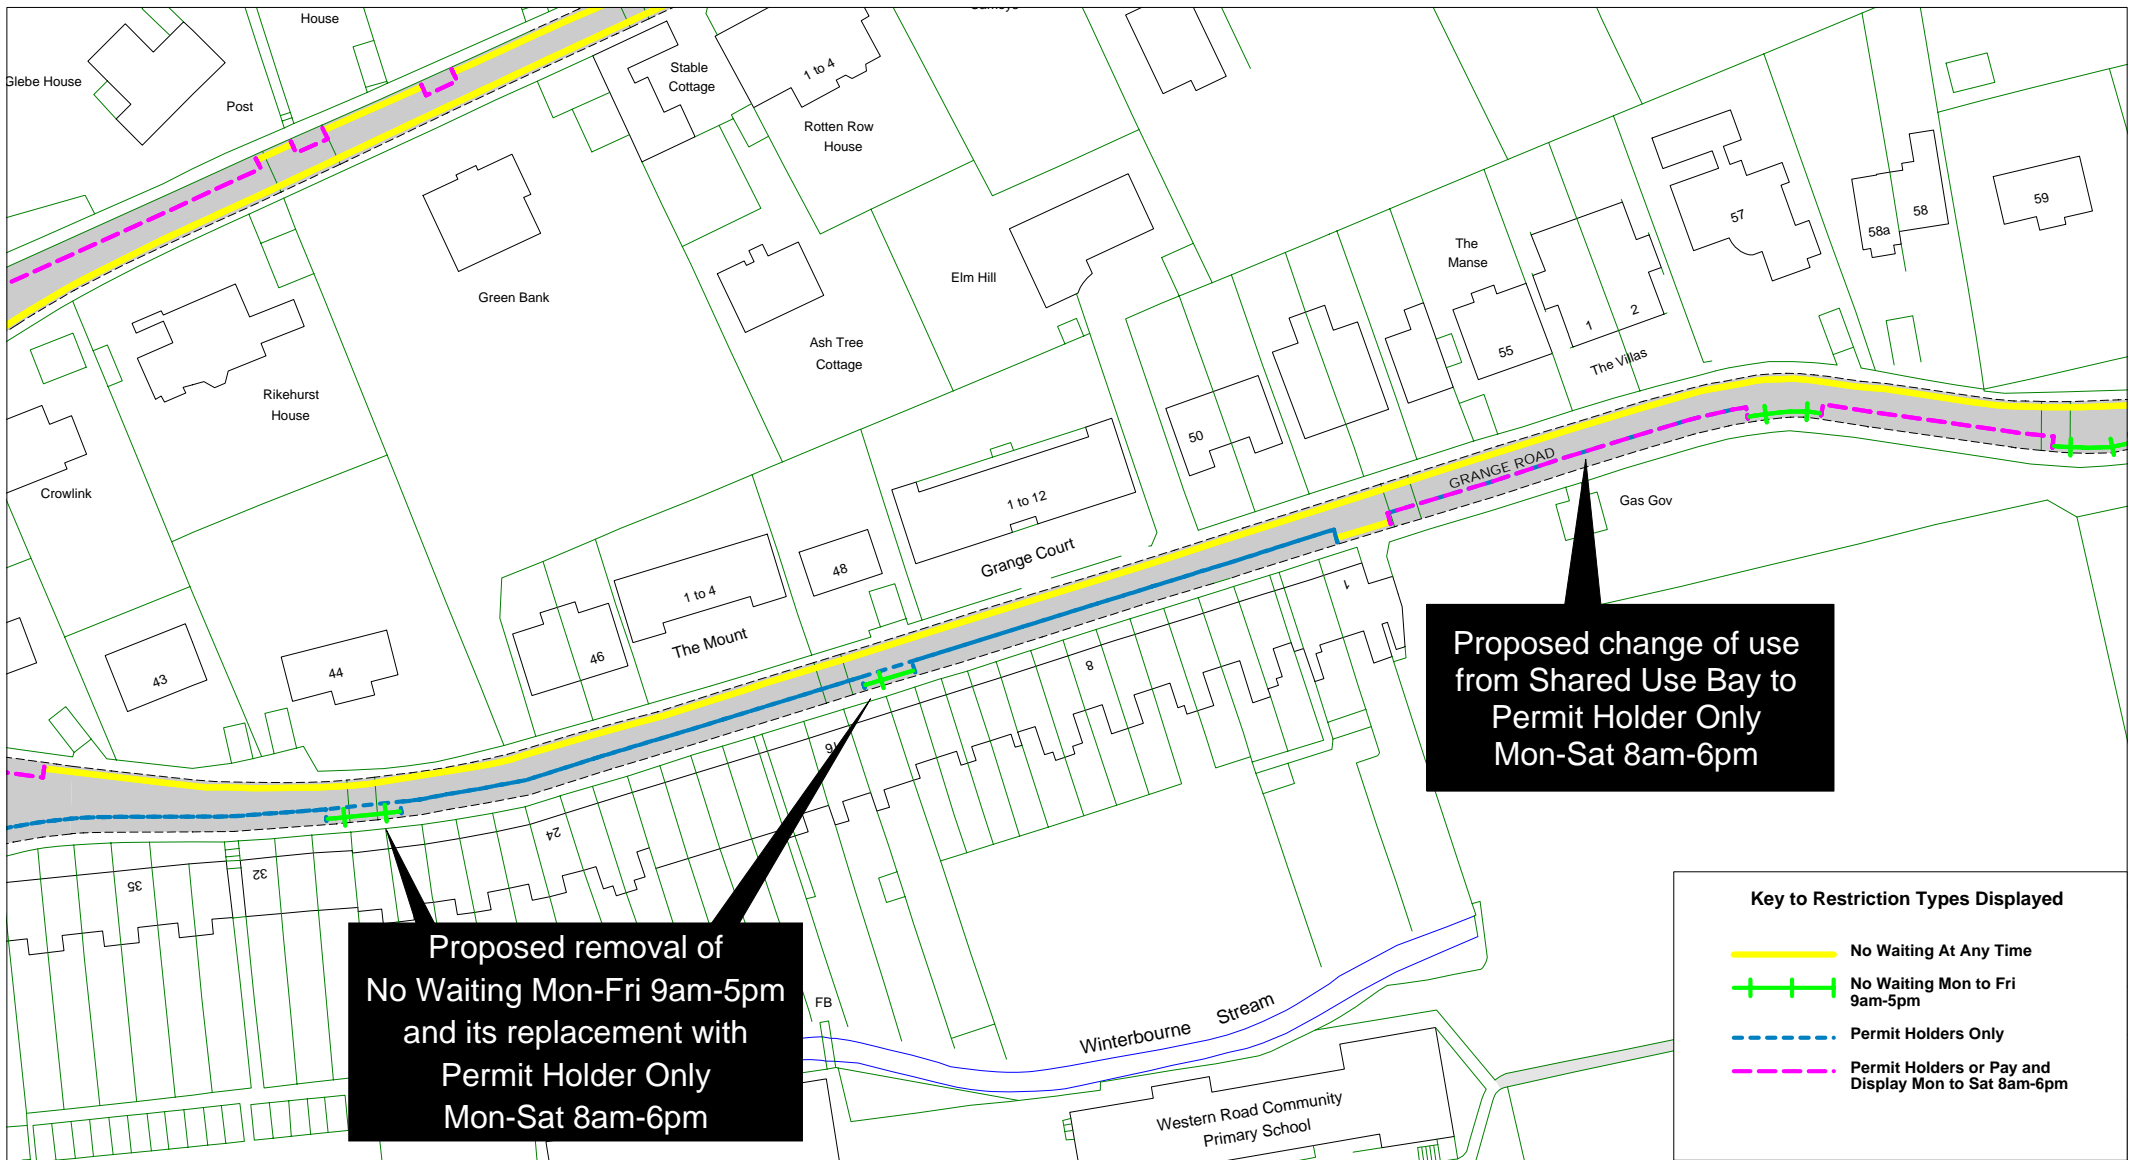 House
Glebe House
Post
Stable
Cottage
1 to 4
Rotten Row
House
Green Bank
Elm Hill
Ash Tree
Cottage
Rikehurst
House
Crowlink
The
Manse
57
58a
58
59
55
1
2
The Villas
50
GRANGE ROAD
Gas Gov
1 to 12
Grange Court
48
1 to 4
The Mount
46
44
43
1
8
16
24
32
35
Proposed change of use
from Shared Use Bay to
Permit Holder Only
Mon-Sat 8am-6pm
Proposed removal of
No Waiting Mon-Fri 9am-5pm
and its replacement with
Permit Holder Only
Mon-Sat 8am-6pm
FB
Winterbourne Stream
Western Road Community
Primary School
Key to Restriction Types Displayed
No Waiting At Any Time
No Waiting Mon to Fri
9am-5pm
Permit Holders Only
Permit Holders or Pay and
Display Mon to Sat 8am-6pm